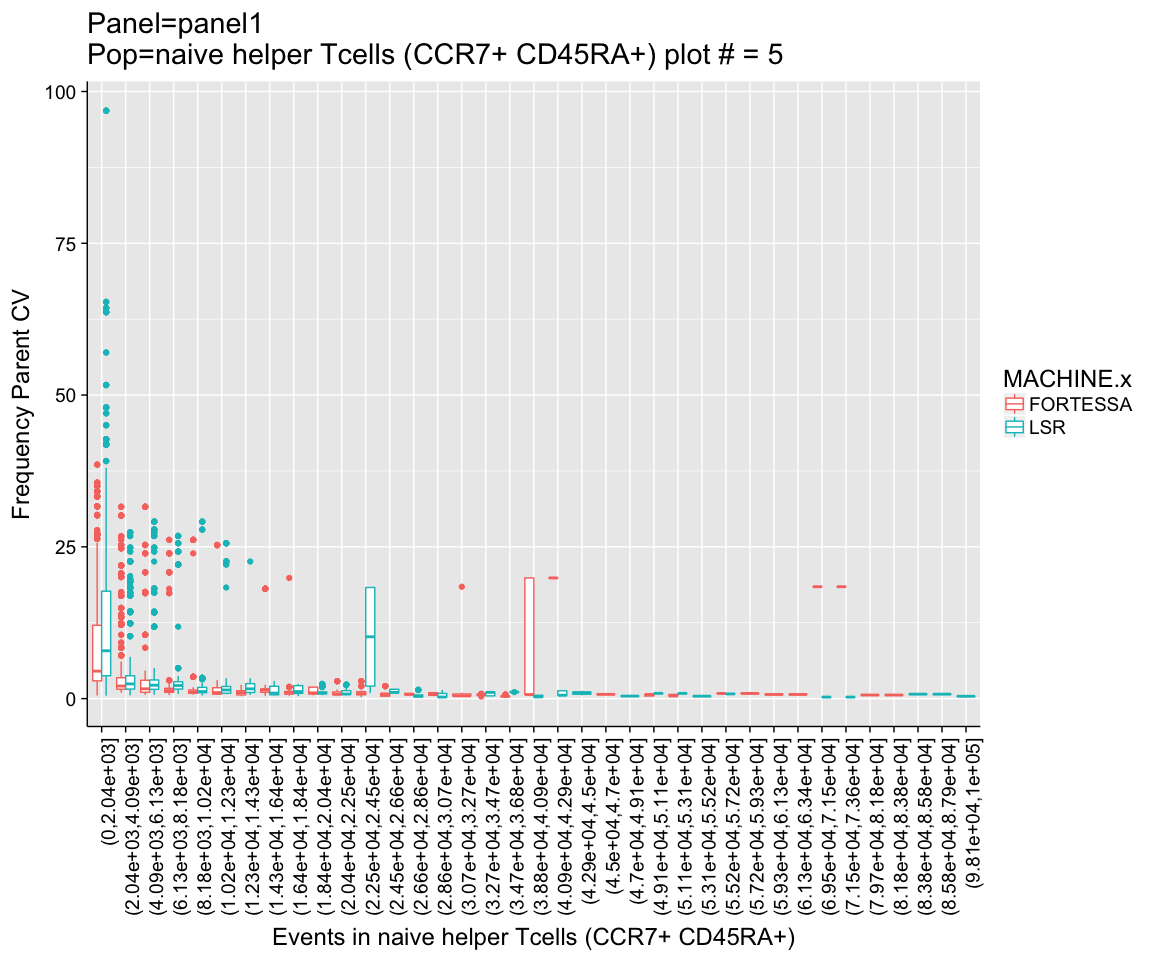 Panel=panel1
Pop=naive helper Tcells (CCR7+ CD45RA+) plot # = 5
Frequency Parent CV
100
75
50
25
0
MACHINE.x
FORTESSA
LSR
(0,2.04e+03]
(2.04e+03,4.09e+03]
(4.09e+03,6.13e+03]
(6.13e+03,8.18e+03]
(8.18e+03,1.02e+04]
(1.02e+04,1.23e+04]
(1.23e+04,1.43e+04]
(1.43e+04,1.64e+04]
(1.64e+04,1.84e+04]
(1.84e+04,2.04e+04]
(2.04e+04,2.25e+04]
(2.25e+04,2.45e+04]
(2.45e+04,2.66e+04]
(2.66e+04,2.86e+04]
(2.86e+04,3.07e+04]
(3.07e+04,3.27e+04]
(3.27e+04,3.47e+04]
(3.47e+04,3.68e+04]
(3.88e+04,4.09e+04]
(4.09e+04,4.29e+04]
(4.29e+04,4.5e+04]
(4.5e+04,4.7e+04]
(4.7e+04,4.91e+04]
(4.91e+04,5.11e+04]
(5.11e+04,5.31e+04]
(5.31e+04,5.52e+04]
(5.52e+04,5.72e+04]
(5.72e+04,5.93e+04]
(5.93e+04,6.13e+04]
(6.13e+04,6.34e+04]
(6.95e+04,7.15e+04]
(7.15e+04,7.36e+04]
(7.97e+04,8.18e+04]
(8.18e+04,8.38e+04]
(8.38e+04,8.58e+04]
(8.58e+04,8.79e+04]
(9.81e+04,1e+05]
Events in naive helper Tcells (CCR7+ CD45RA+)